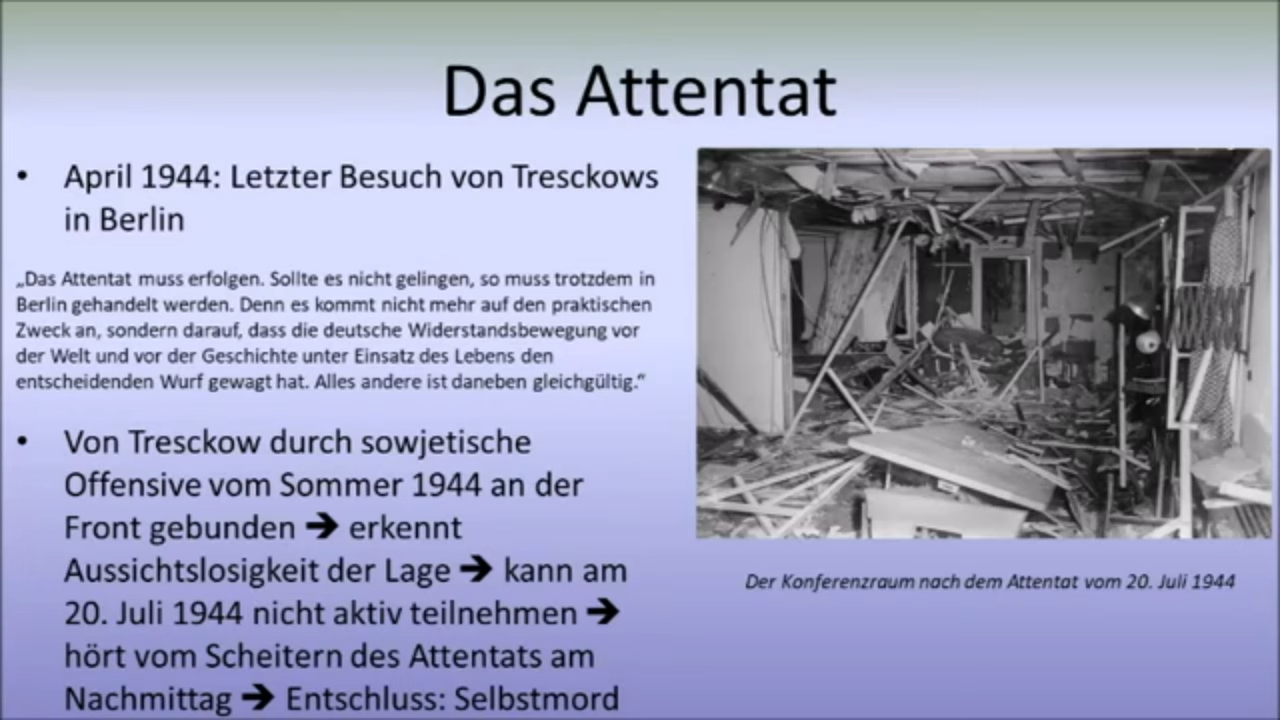 Das Attentat
• April 1944: Letzter Besuch von Tresckows
in Berlin
„Das Attentat muss erfolgen. Sollte es nicht gelingen, so muss trotzdem in
Berlin gehandelt werden. Denn es kommt nicht mehr auf den praktischen
Zweck an, sondern darauf, dass die deutsche Widerstandsbewegung vor
der Welt und vor der Geschichte unter Einsatz des Lebens den
entscheidenden Wurf gewagt hat. Alles andere ist daneben gleichgültig.“
• Von Tresckow durch sowjetische
Offensive vom Sommer 1944 an der
Front gebunden ➔ erkennt
Aussichtslosigkeit der Lage ➔ kann am
20. Juli 1944 nicht aktiv teilnehmen ➔
hört vom Scheitern des Attentats am
Nachmittag ➔ Entschluss: Selbstmord
Der Konferenzraum nach dem Attentat vom 20. Juli 1944